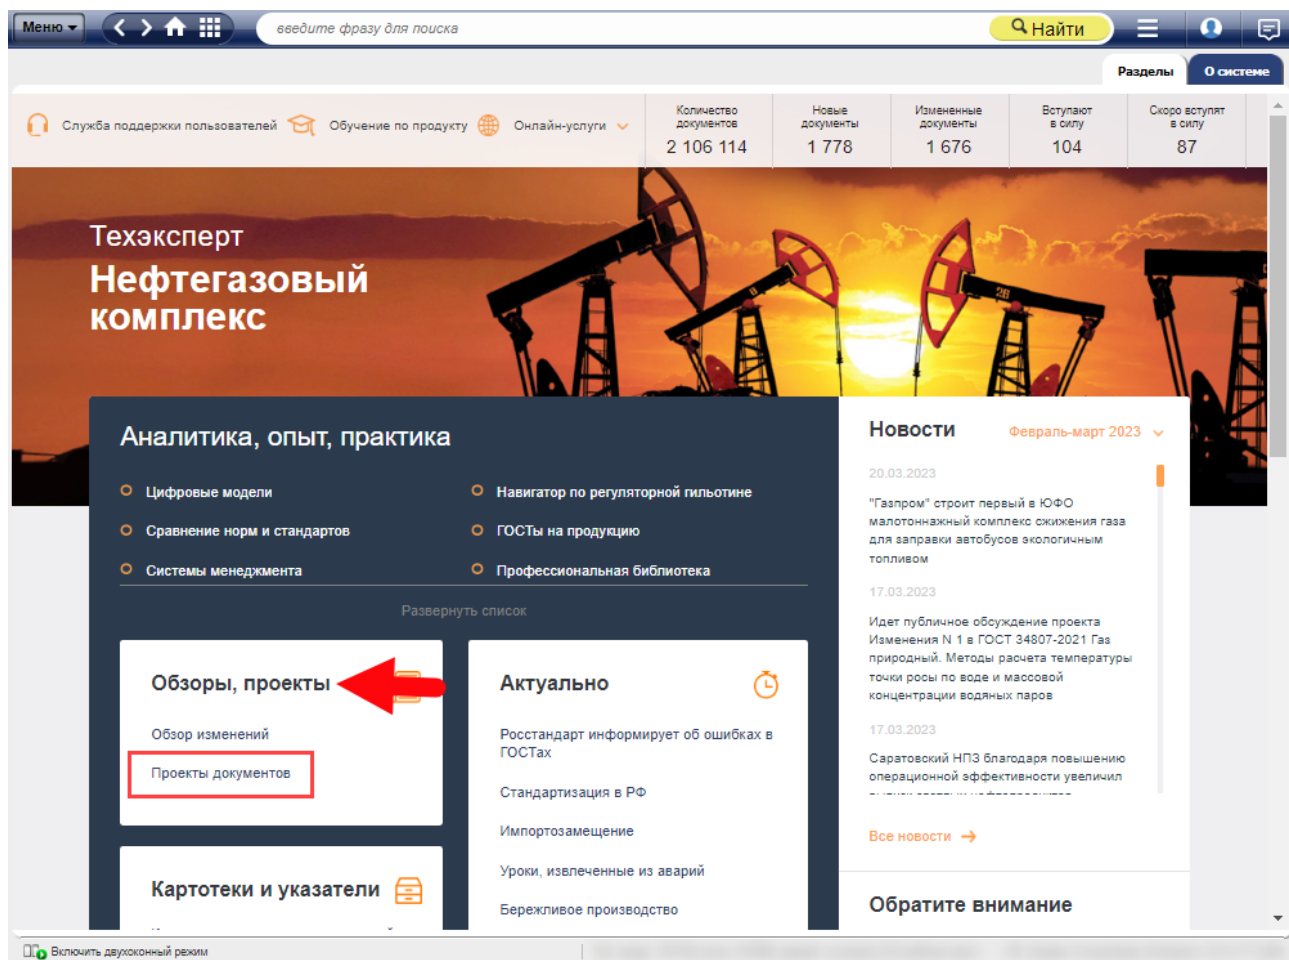 Меню
введите фразу для поиска
Найти
Разделы
О системе
Служба поддержки пользователей
Обучение по продукту
Онлайн-услуги
Количество
документов
2 106 114
Новые
документы
1 778
Измененные
документы
1 676
Вступают
в силу
104
Скоро вступят
в силу
87
Техэксперт
Нефтегазовый
комплекс
Аналитика, опыт, практика
Цифровые модели
Навигатор по регуляторной гильотине
Сравнение норм и стандартов
ГОСТы на продукцию
Системы менеджмента
Профессиональная библиотека
Развернуть список
Обзоры, проекты
Обзор изменений
Проекты документов
Картотеки и указатели
Актуально
Росстандарт информирует об ошибках в
ГОСТах
Стандартизация в РФ
Импортозамещение
Уроки, извлеченные из аварий
Бережливое производство
Новости
Февраль-март 2023
20.03.2023
"Газпром" строит первый в ЮФО
малотоннажный комплекс сжижения газа
для заправки автобусов экологичным
топливом
17.03.2023
Идет публичное обсуждение проекта
Изменения N 1 в ГОСТ 34807-2021 Газ
природный. Методы расчета температуры
точки росы по воде и массовой
концентрации водяных паров
17.03.2023
Саратовский НПЗ благодаря повышению
операционной эффективности увеличил
Все новости
Обратите внимание
Включить двухоконный режим